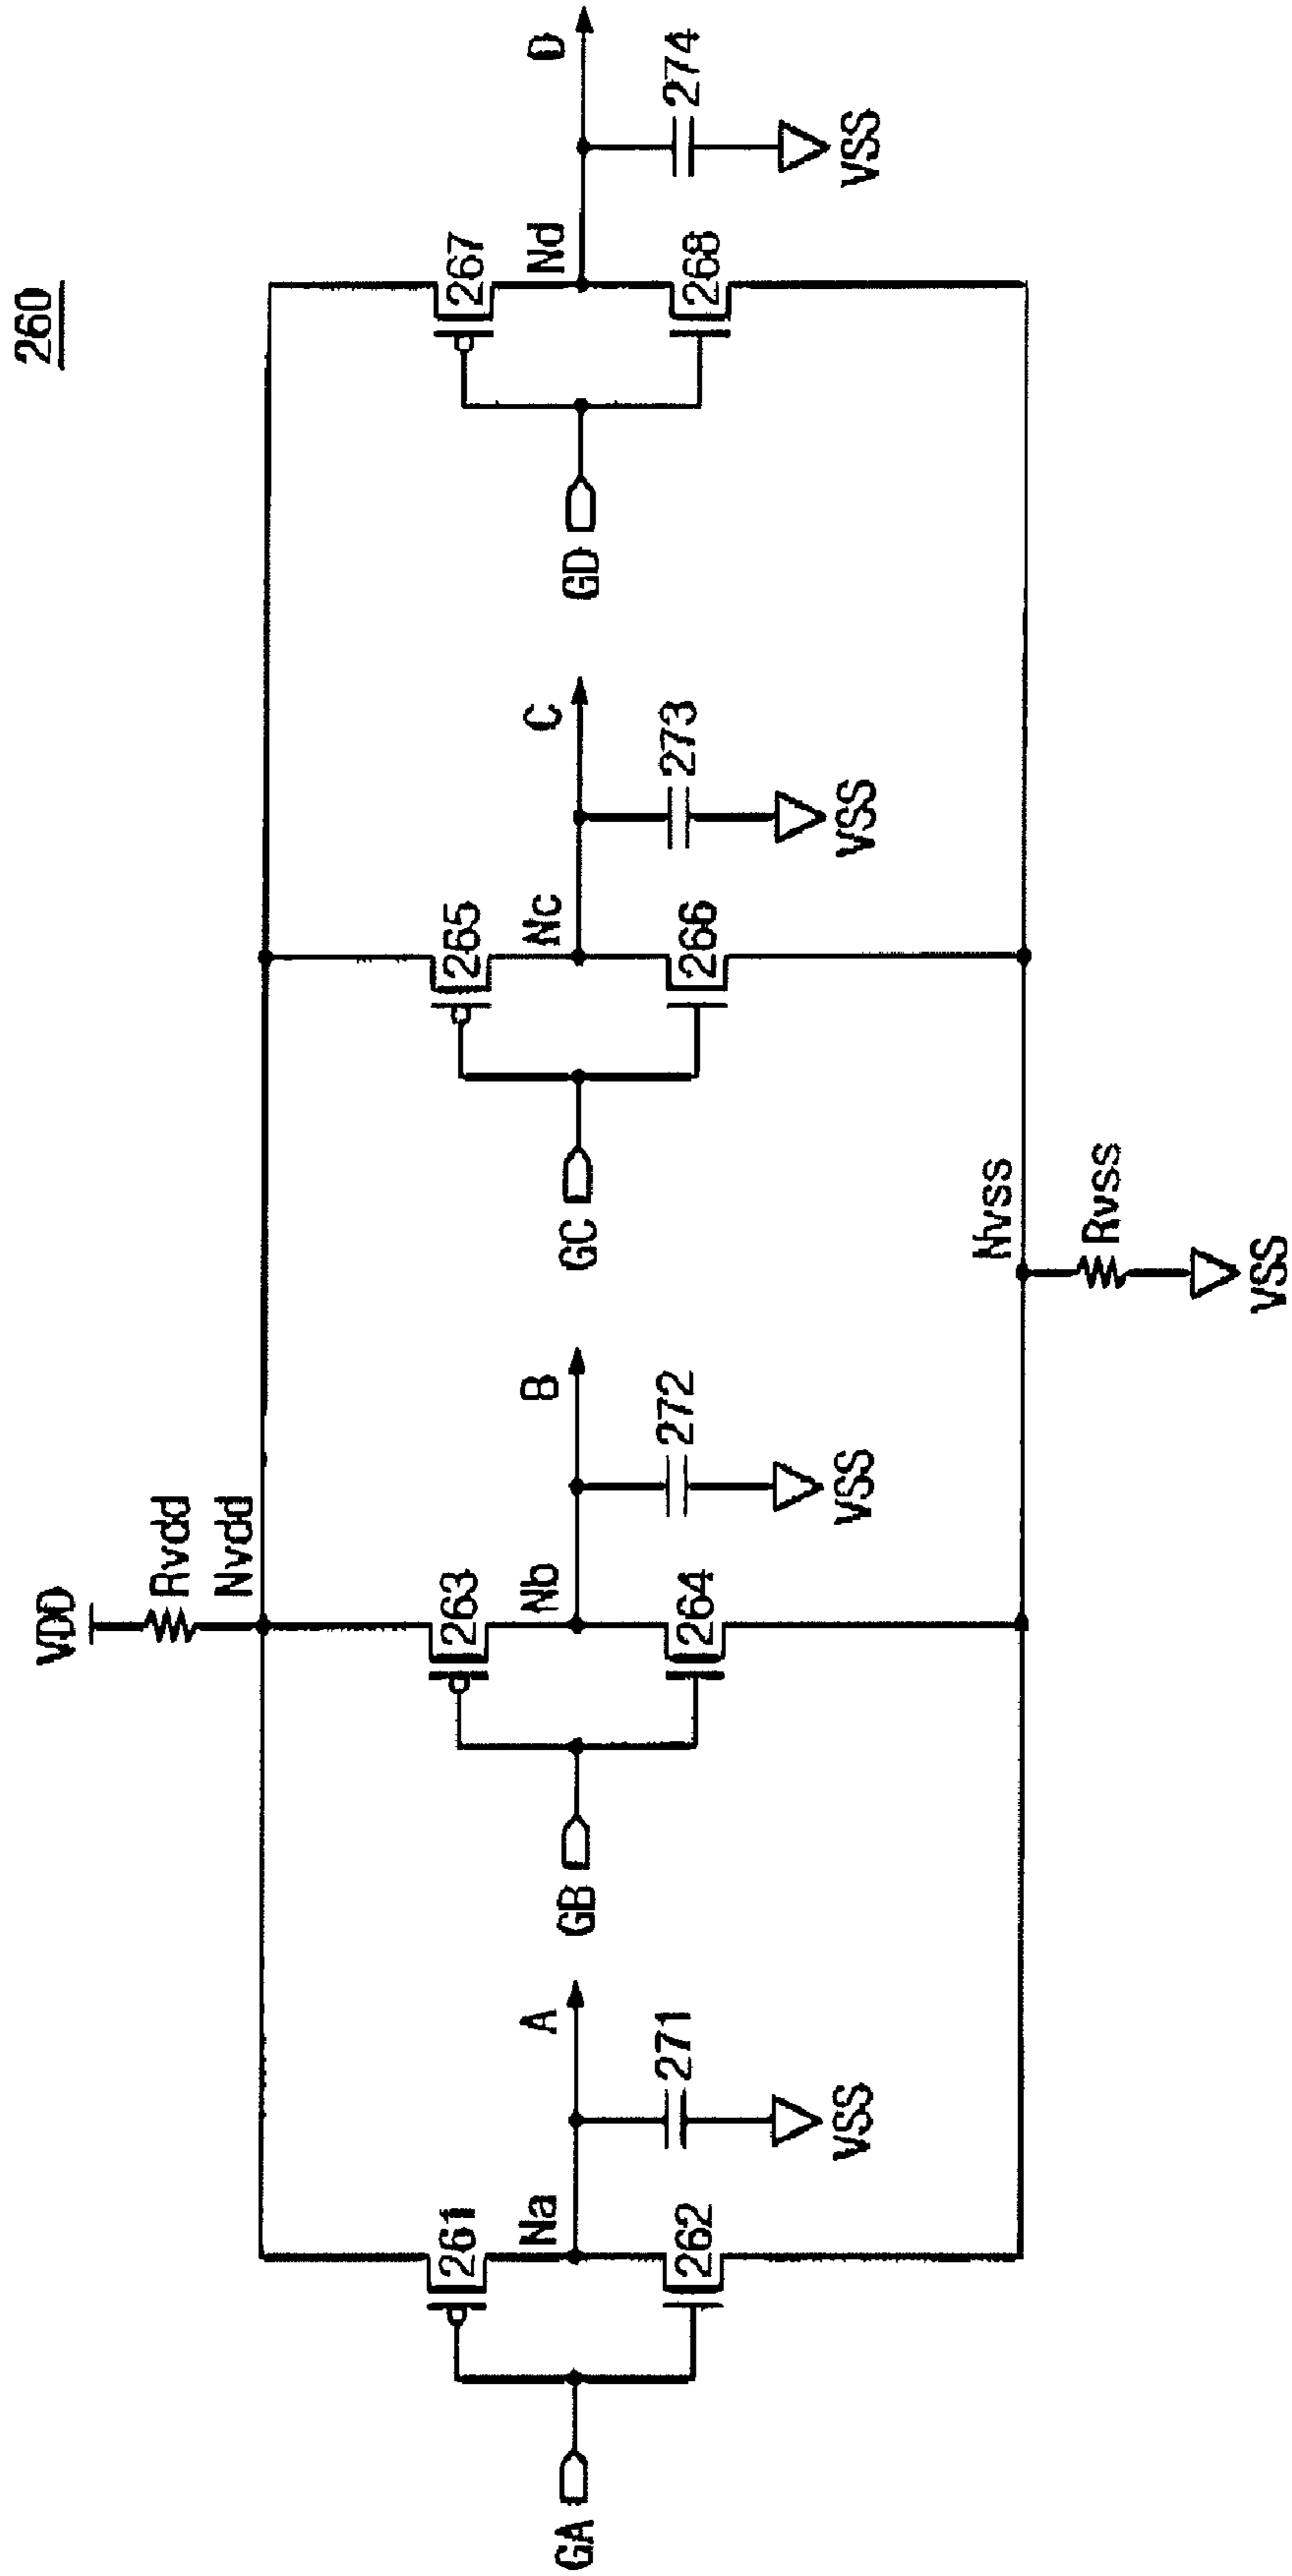 260
VDD
Rvdd
Nvdd
261
263
265
267
GA
Na
A
GB
Nb
B
GC
Nc
C
GD
Nd
D
262
271
264
272
266
273
268
274
VSS
VSS
VSS
VSS
Nvss
Rvss
VSS